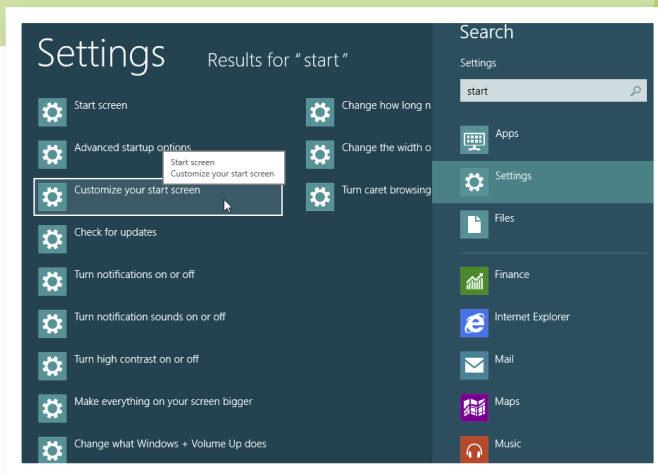 Settings Results for "start"
Start screen
Advanced startup options
Start screen
Customize your start screen
Customize your start screen
Check for updates
Turn notifications on or off
Turn notification sounds on or off
Turn high contrast on or off
Make everything on your screen bigger
Change what Windows + Volume Up does
Change how long n
Change the width o
Turn caret browsing
Search
Settings
start
Apps
Settings
Files
Finance
Internet Explorer
Mail
Maps
Music